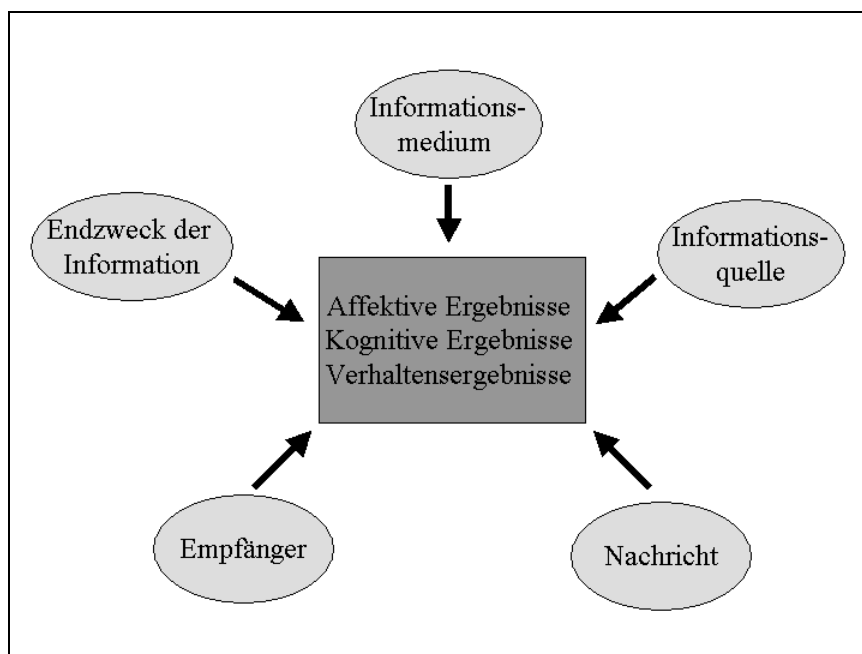 Informations-
medium
Endzweck der
Information
Informations-
quelle
Affektive Ergebnisse
Kognitive Ergebnisse
Verhaltensergebnisse
Empfänger
Nachricht